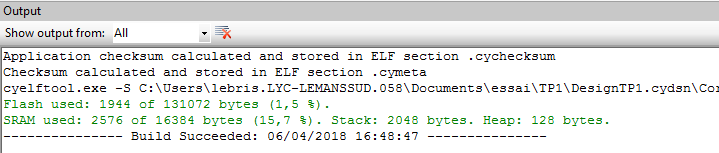 Output
Show output from: All
Application checksum calculated and stored in ELF section .cychecksum
Checksum calculated and stored in ELF section .cymeta
cyelftool.exe -S C:\Users\lebris.LYC-LEMANSSUD.058\Documents\essai\TP1\DesignTP1.cydsn\Cor
Flash used: 1944 of 131072 bytes (1,5 %).
SRAM used: 2576 of 16384 bytes (15,7 %). Stack: 2048 bytes. Heap: 128 bytes.
--------------- Build Succeeded: 06/04/2018 16:48:47 ---------------